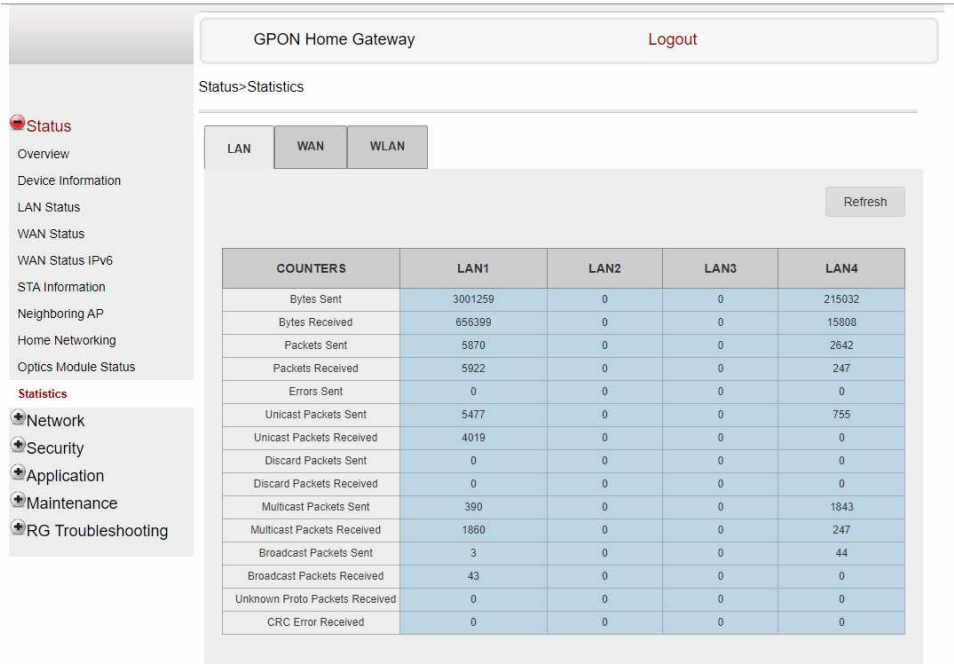 GPON Home Gateway Logout
Status>Statistics
Status
Overview
Device Information
LAN Status
WAN Status
WAN Status IPv6
STA Information
Neighboring AP
Home Networking
Optics Module Status
Statistics
Network
Security
Application
Maintenance
RG Troubleshooting
LAN WAN WLAN
Refresh
COUNTERS LAN1 LAN2 LAN3 LAN4
Bytes Sent 3001259 0 0 215032
Bytes Received 656399 0 0 15808
Packets Sent 5870 0 0 2642
Packets Received 5922 0 0 247
Errors Sent 0 0 0 0
Unicast Packets Sent 5477 0 0 755
Unicast Packets Received 4019 0 0 0
Discard Packets Sent 0 0 0 0
Discard Packets Received 0 0 0 0
Multicast Packets Sent 390 0 0 1843
Multicast Packets Received 1860 0 0 247
Broadcast Packets Sent 3 0 0 44
Broadcast Packets Received 43 0 0 0
Unknown Proto Packets Received 0 0 0 0
CRC Error Received 0 0 0 0